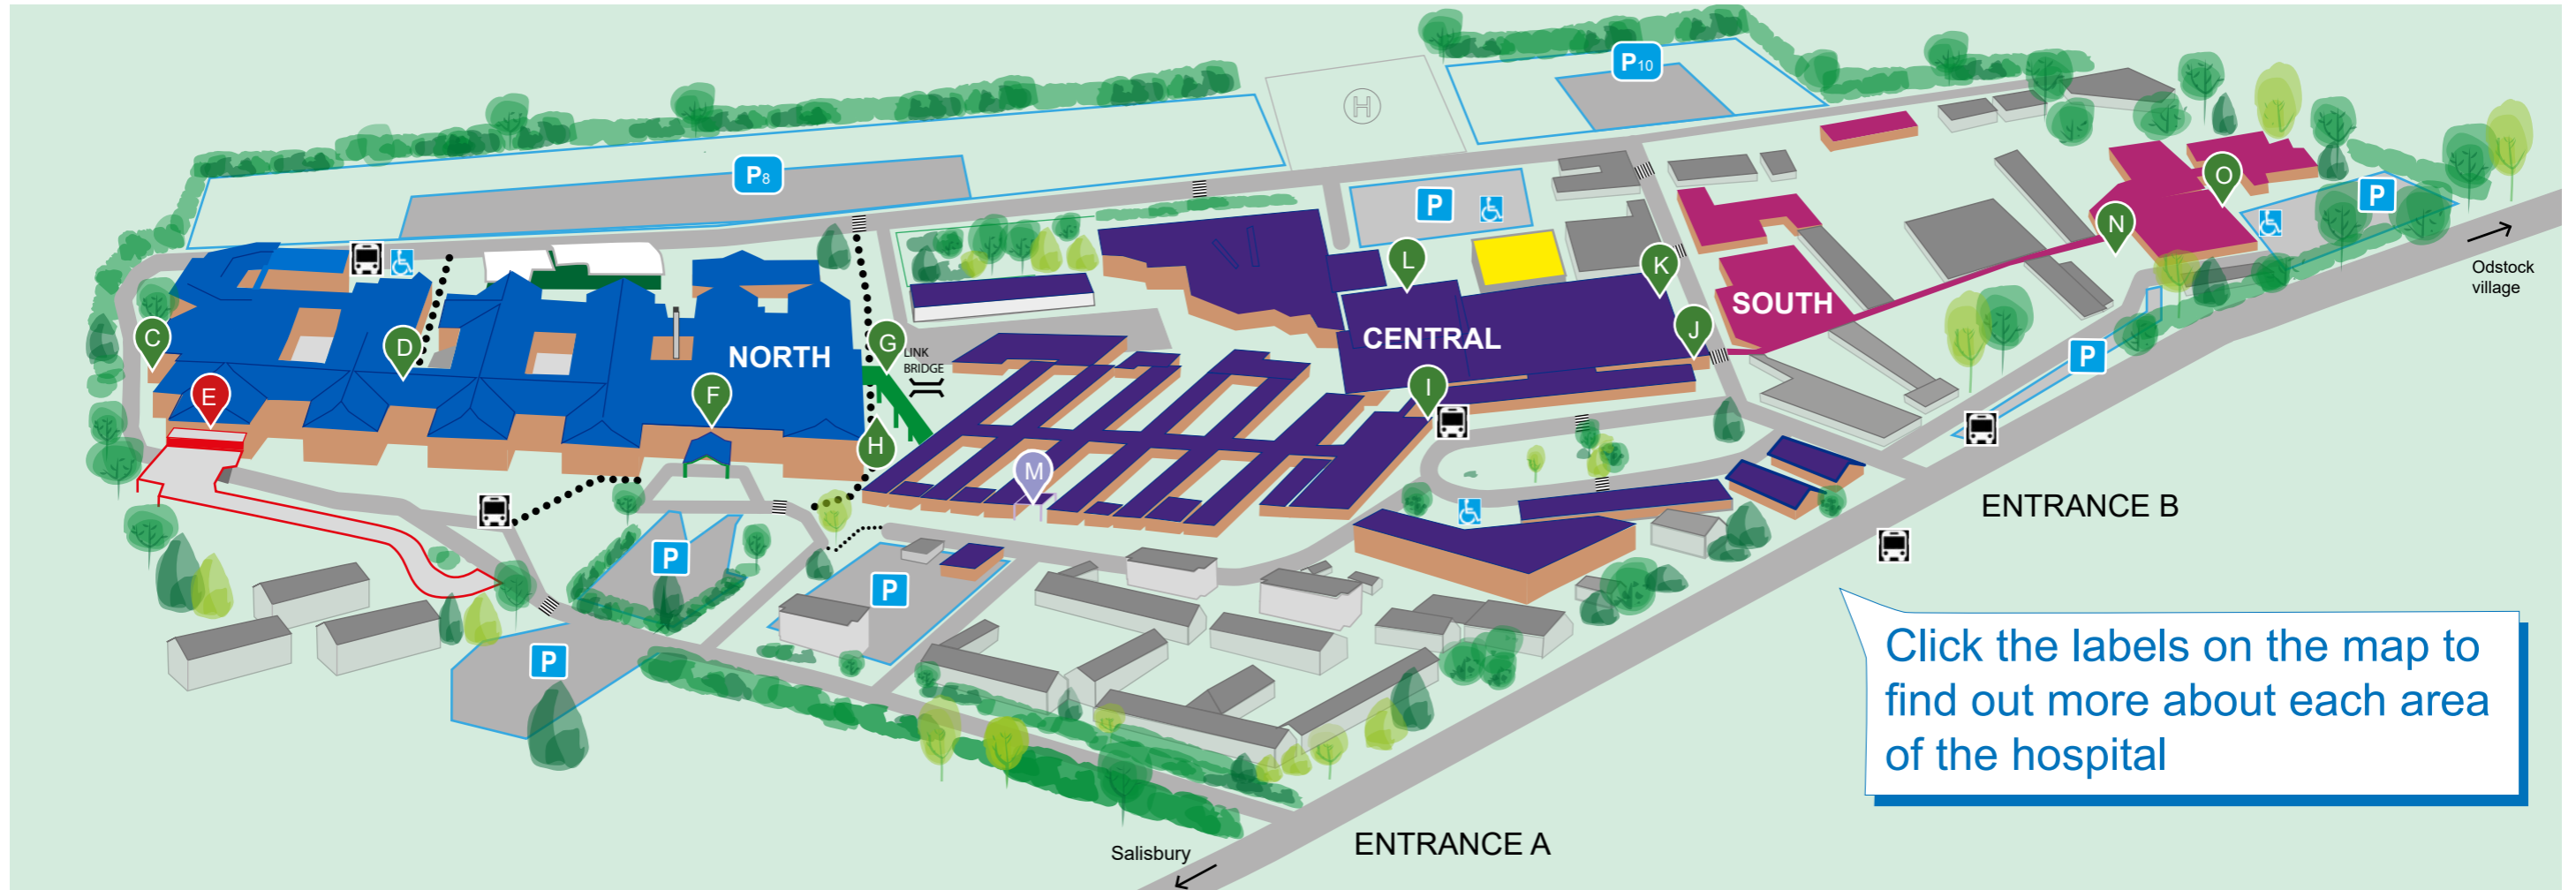 P10
H
P8
P
P
O
N
L
K
Odstock
village
SOUTH
J
CENTRAL
C
D
G
LINK
BRIDGE
NORTH
E
F
I
P
H
M
ENTRANCE B
P
P
P
Click the labels on the map to
find out more about each area
of the hospital
Salisbury
ENTRANCE A